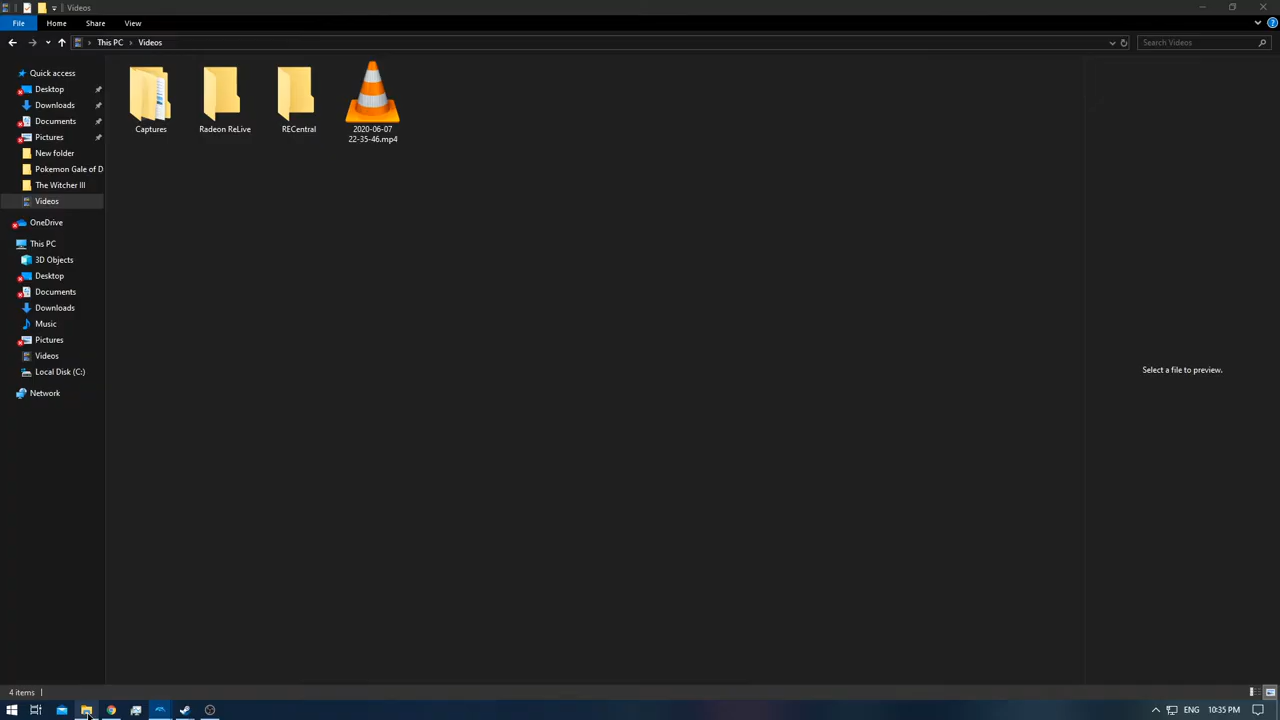 Videos
File
Home
Share
View
This PC
Videos
Search Videos
Quick access
Desktop
Downloads
Documents
Pictures
New folder
Pokemon Gale of D
The Witcher III
Videos
OneDrive
This PC
3D Objects
Desktop
Documents
Downloads
Music
Pictures
Videos
Local Disk (C:)
Network
Captures
Radeon ReLive
RECentral
2020-06-07
22-35-46.mp4
Select a file to preview.
4 items
ENG
10:35 PM